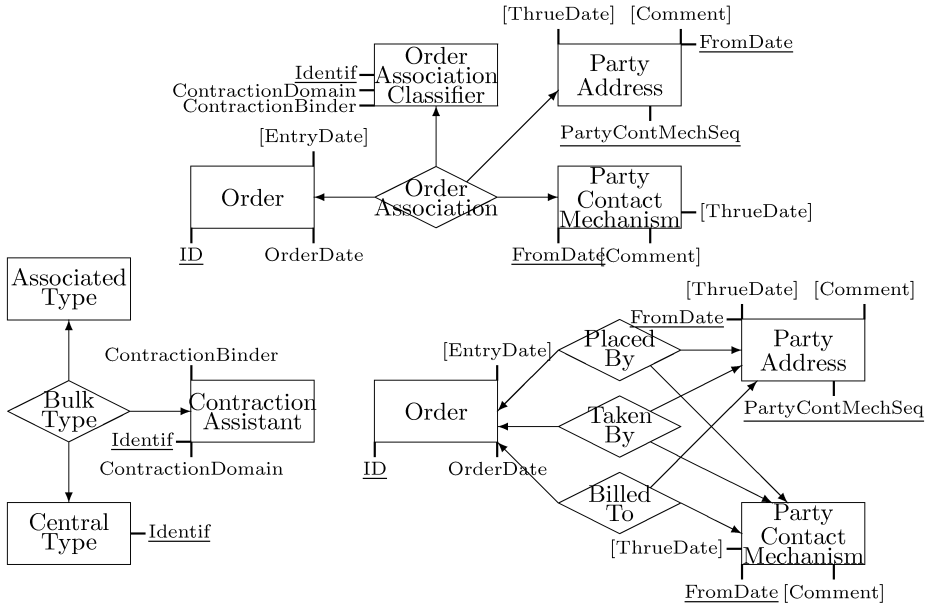 [ThrueDate]
[Comment]
FromDate
Order
Association
Classifier
Identif
ContractionDomain
ContractionBinder
Party
Address
PartyContMechSeq
[EntryDate]
Order
ID
OrderDate
Order
Association
Party
Contact
Mechanism
[ThrueDate]
FromDate
[Comment]
Associated
Type
ContractionBinder
Bulk
Type
Contraction
Assistant
Identif
ContractionDomain
Central
Type
Identif
[ThrueDate]
[Comment]
FromDate
Placed
By
Party
Address
[EntryDate]
Order
Taken
By
PartyContMechSeq
ID
OrderDate
Billed
To
Party
Contact
Mechanism
[ThrueDate]
FromDate
[Comment]